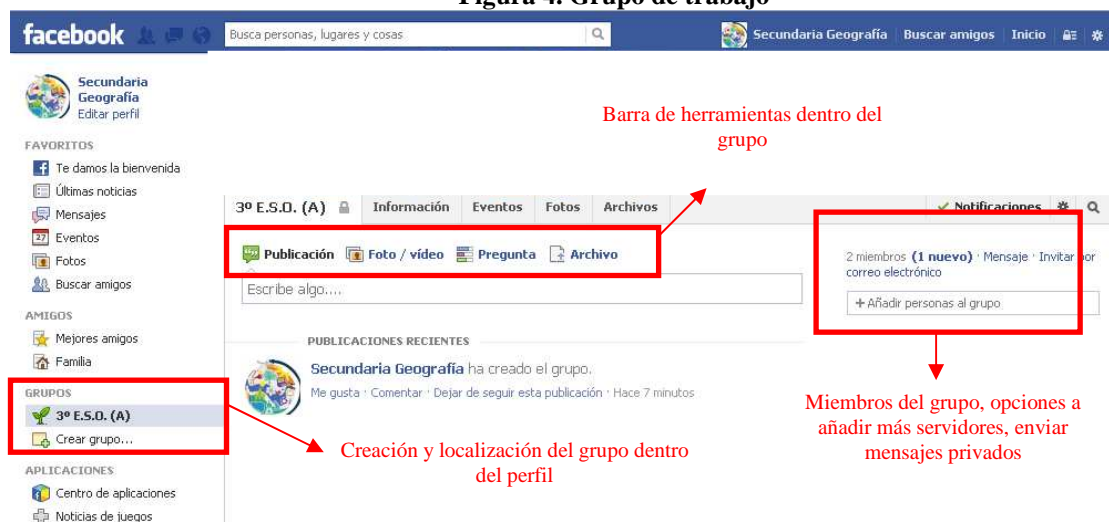 Figura 4. Grupo de trabajo
facebook
Busca personas, lugares y cosas
Secundaria Geografía
Buscar amigos
Inicio
Secundaria
Geografía
Editar perfil
FAVORITOS
Te damos la bienvenida
Últimas noticias
Mensajes
27 Eventos
Fotos
Buscar amigos
AMIGOS
Mejores amigos
Familia
GRUPOS
3º E.S.O. (A)
Crear grupo...
APLICACIONES
Centro de aplicaciones
Noticias de juegos
Barra de herramientas dentro del
grupo
3º E.S.O. (A) Información Eventos Fotos Archivos
Notificaciones
Publicación Foto / vídeo Pregunta Archivo
Escribe algo....
2 miembros (1 nuevo) · Mensaje · Invitar por
correo electrónico
+ Añadir personas al grupo
PUBLICACIONES RECIENTES
Secundaria Geografía ha creado el grupo.
Me gusta · Comentar · Dejar de seguir esta publicación · Hace 7 minutos
Creación y localización del grupo dentro
del perfil
Miembros del grupo, opciones a
añadir más servidores, enviar
mensajes privados